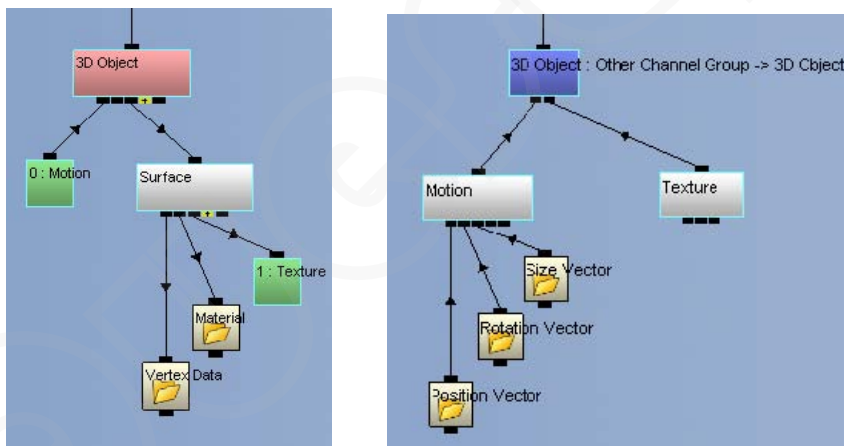 3D Object
0 : Motion
Surface
1 : Texture
Material
Vertex Data
3D Object : Other Channel Group -> 3D Object
Motion
Texture
Size Vector
Rotation Vector
Position Vector